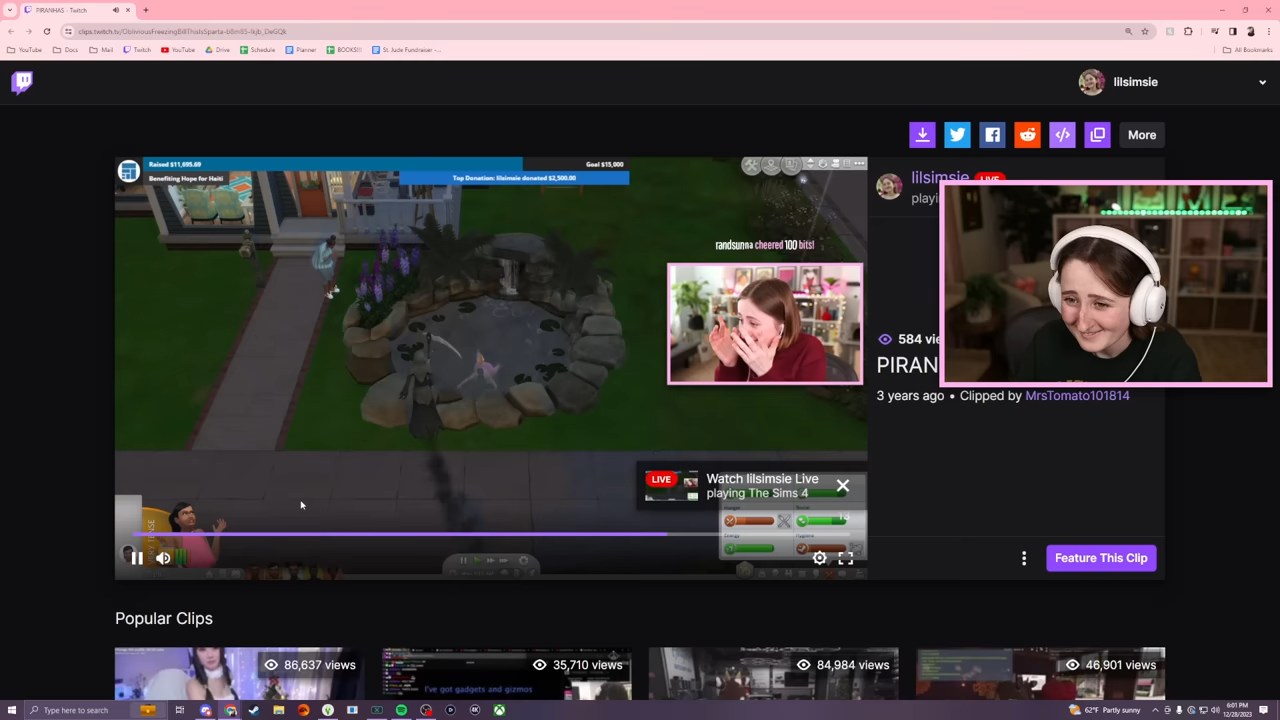 PIRANHAS - Twitch
clips.twitch.tv/ObliviousFreezingBillThisIsSparta-b8m85-Ikjb_DeGQk
YouTube
Docs
Mail
Twitch
YouTube
Drive
Schedule
Planner
BOOKS!!!
St. Jude Fundraiser -...
All Bookmarks
lilsimsie
More
Raised $11,695.69
Goal $15,000
Benefiting Hope for Haiti
Top Donation: lilsimsie donated $2,500.00
lilsimsie LIVE
randsunna cheered 100 bits!
584
PIRAN
3 years ago • Clipped by MrsTomato101814
LIVE
Watch lilsimsie Live
playing The Sims 4
Feature This Clip
Popular Clips
86,637 views
35,710 views
84,984 views
views
I've got gadgets and gizmos
Type here to search
62°F Partly sunny
6:01 PM
12/28/2023